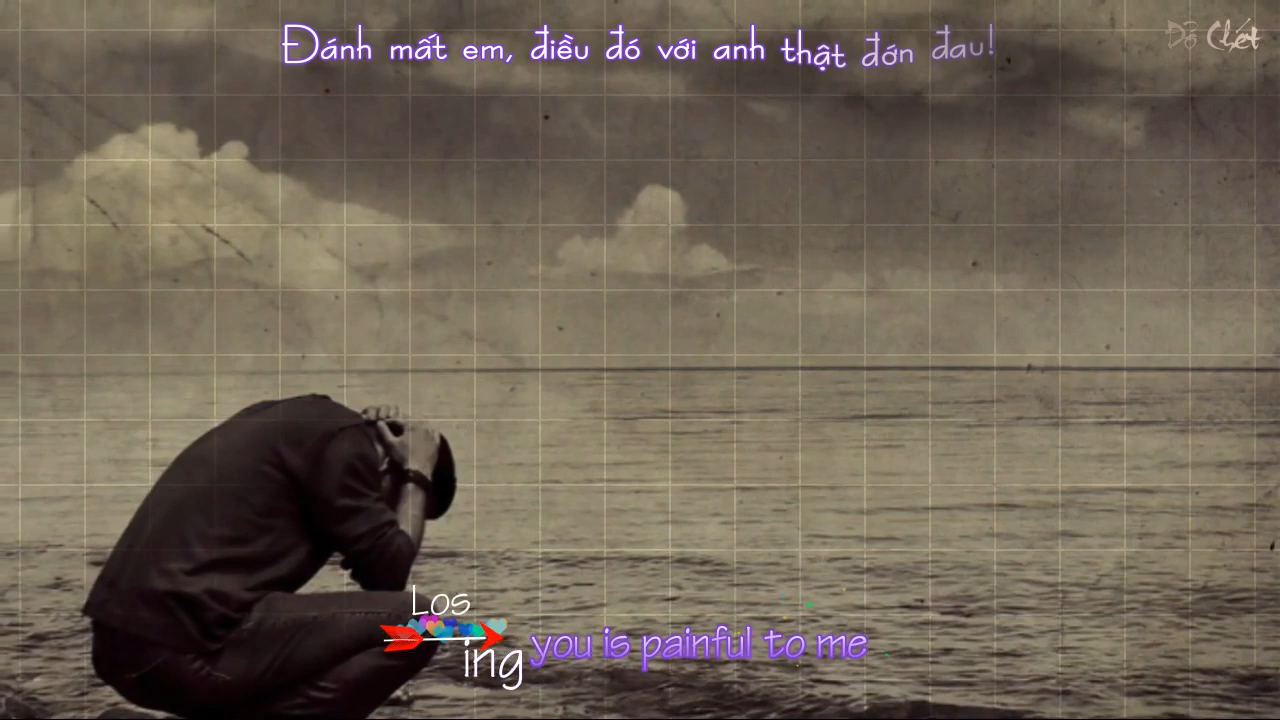 Đánh mất em, điều đó với anh thật đớn đau!
Losing you is painful to me